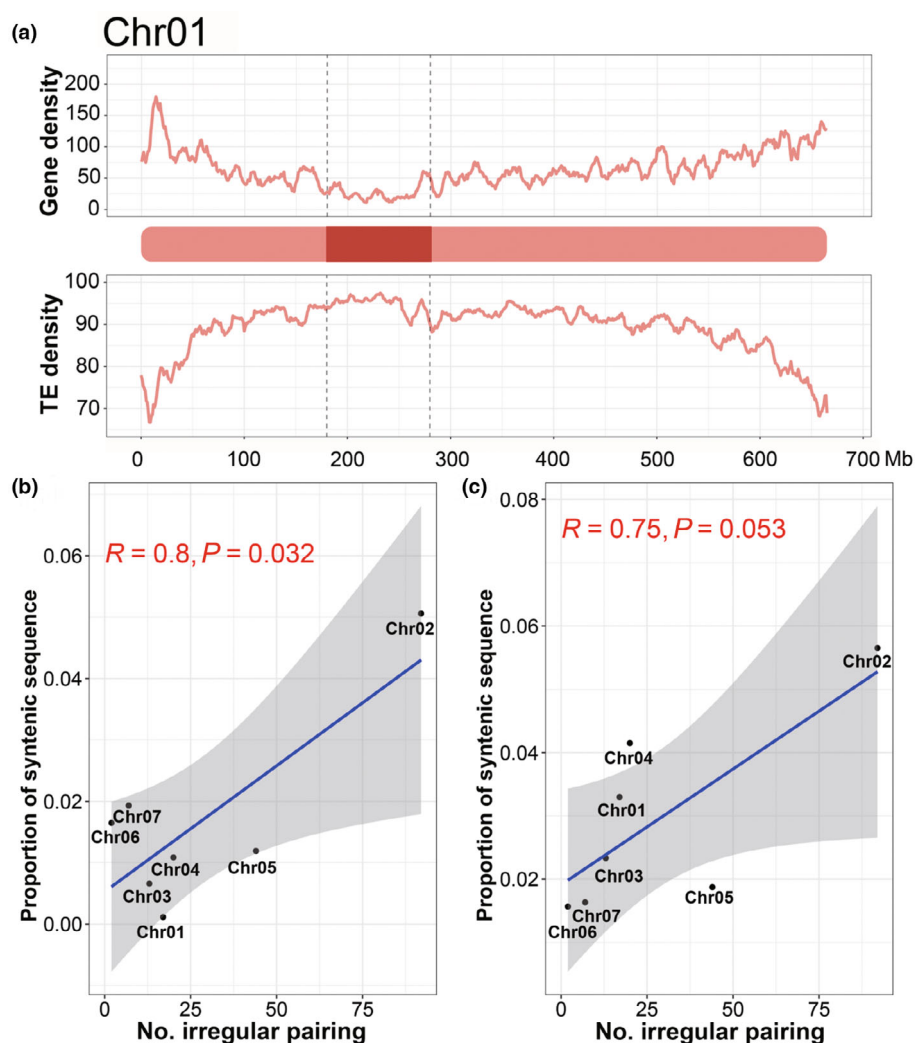 (a)
Chr01
Gene density
200
150
100
50
0
TE density
100
90
80
70
0 100 200 300 400 500 600 700 Mb
(b)
R = 0.8, P = 0.032
Proportion of syntenic sequence
0.06
0.04
0.02
0.00
Chr02
Chr07
Chr06
Chr04
Chr05
Chr03
Chr01
0 25 50 75
No. irregular pairing
(c)
R = 0.75, P = 0.053
Proportion of syntenic sequence
0.08
0.06
0.04
0.02
Chr02
Chr04
Chr01
Chr03
Chr05
Chr07
Chr06
0 25 50 75
No. irregular pairing